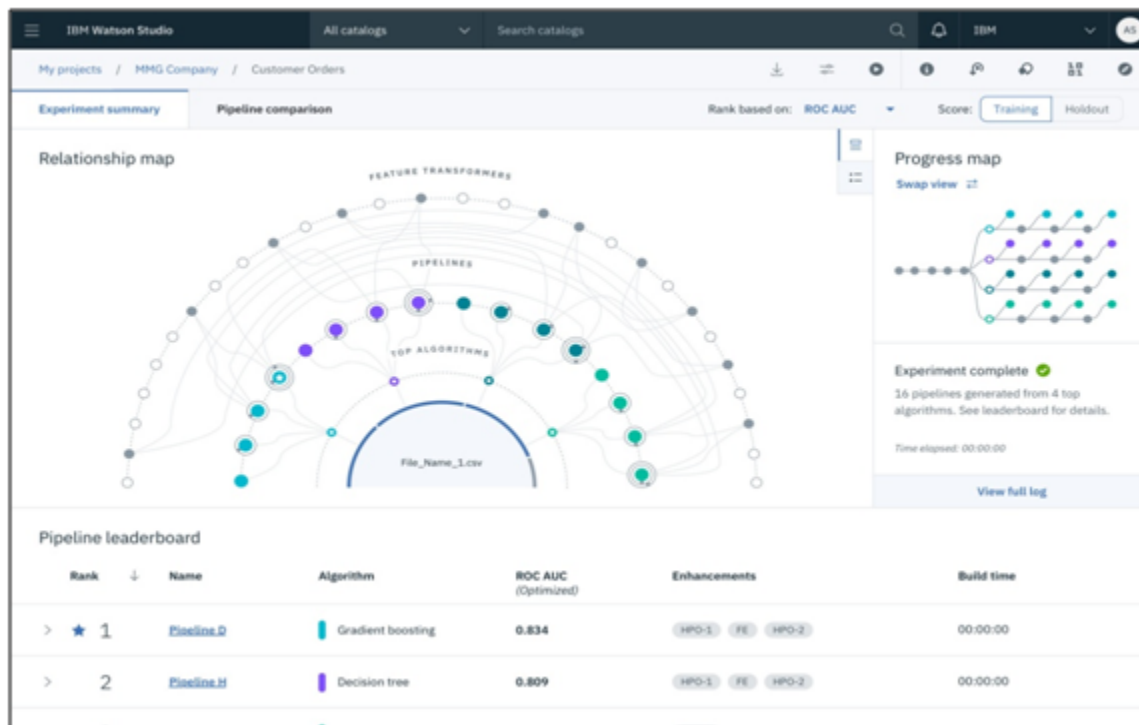 IBM Watson Studio All catalogs Search catalogs IBM AS
My projects / MMG Company / Customer Orders
Experiment summary Pipeline comparison Rank based on: ROC AUC Score: Training Holdout
Relationship map
FEATURE TRANSFORMERS
PIPELINES
TOP ALGORITHMS
File_Name_1.csv
Progress map
Swap view
Experiment complete
16 pipelines generated from 4 top
algorithms. See leaderboard for details.
Time elapsed: 00:00:00
View full log
Pipeline leaderboard
Rank Name Algorithm ROC AUC Enhancements Build time
(Optimized)
1 Pipeline D Gradient boosting 0.834 HPO-1 FE HPO-2 00:00:00
2 Pipeline H Decision tree 0.809 HPO-1 FE HPO-2 00:00:00